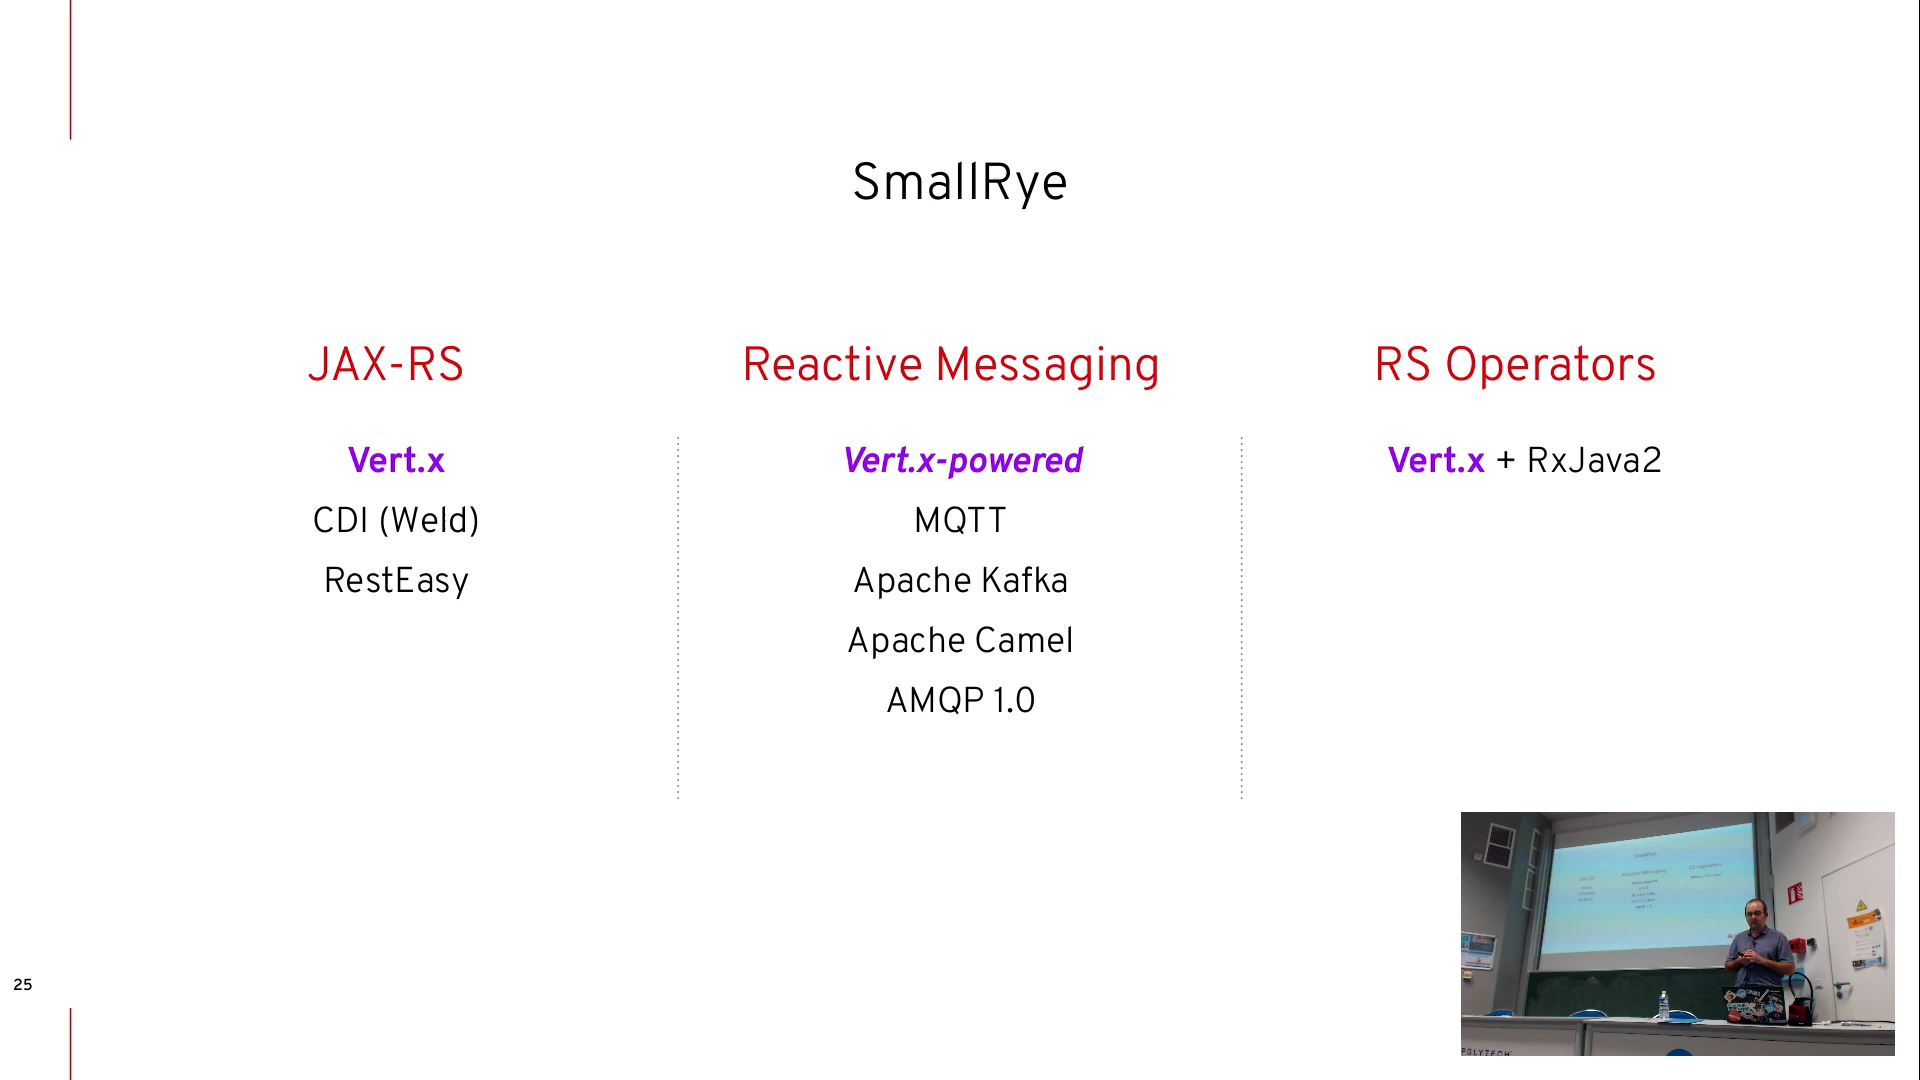 SmallRye
JAX-RS
Vert.x
CDI (Weld)
RestEasy
Reactive Messaging
Vert.x-powered
MQTT
Apache Kafka
Apache Camel
AMQP 1.0
RS Operators
Vert.x + RxJava2
25
POLYTECH